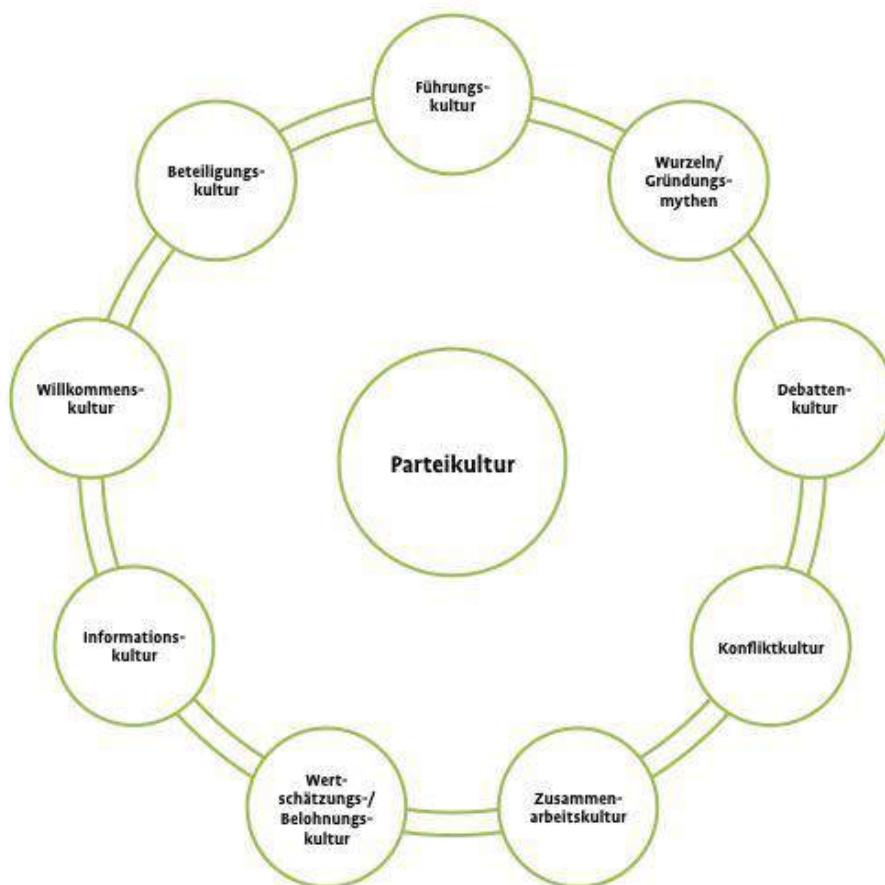 Führungs-
kultur
Wurzeln/
Gründungs-
mythen
Debatten-
kultur
Konfliktkultur
Zusammen-
arbeitskultur
Wert-
schätzungs-/
Belohnungs-
kultur
Informations-
kultur
Willkommens-
kultur
Beteiligungs-
kultur
Parteikultur